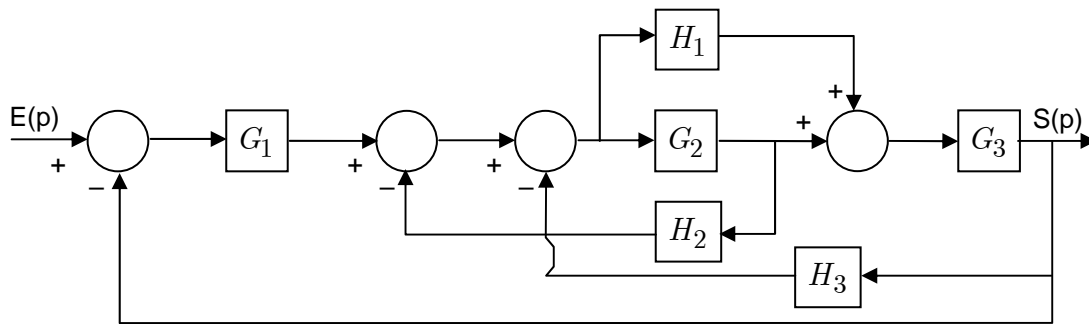 H₁
E(p)
S(p)
G₁
G₂
G₃
H₂
H₃
+
−
+
−
+
−
+
+